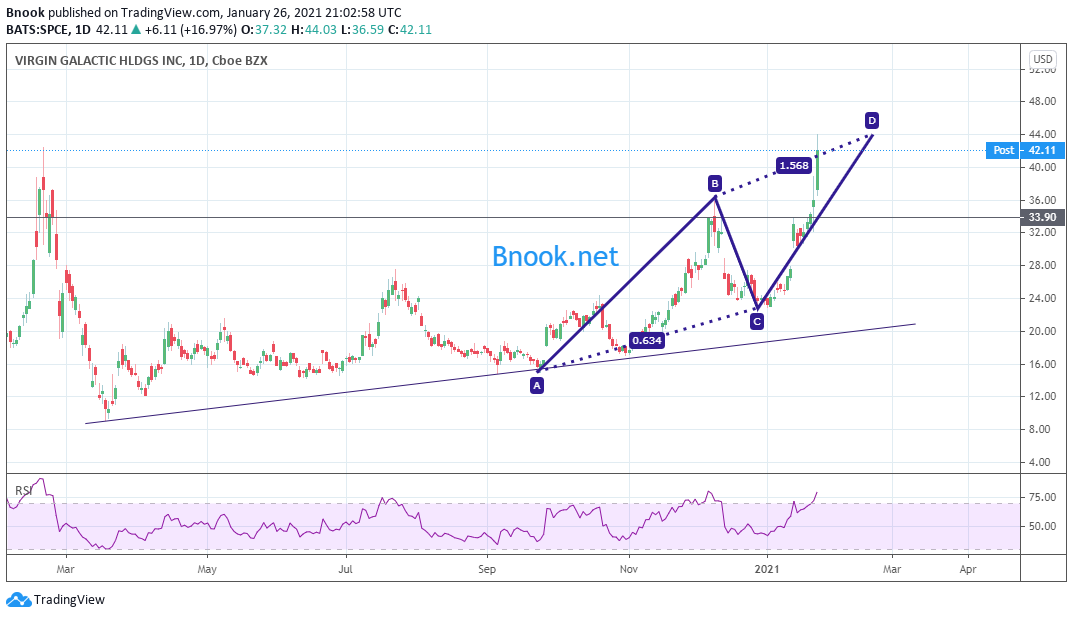 Bnook published on TradingView.com, January 26, 2021 21:02:58 UTC
BATS:SPCE, 1D 42.11 ▲ +6.11 (+16.97%) O:37.32 H:44.03 L:36.59 C:42.11
VIRGIN GALACTIC HLDGS INC, 1D, Cboe BZX
USD
52.00
48.00
44.00
Post 42.11
40.00
36.00
33.90
32.00
28.00
24.00
20.00
16.00
12.00
8.00
4.00
D
1.568
B
Bnook.net
C
0.634
A
RSI
75.00
50.00
Mar May Jul Sep Nov 2021 Mar Apr
TradingView